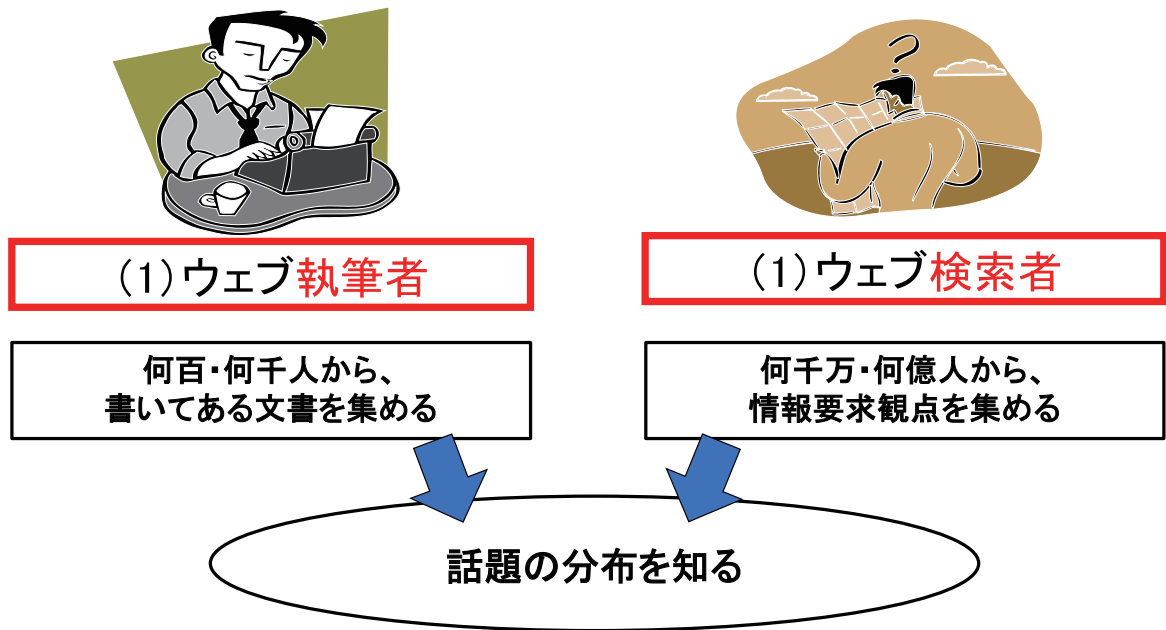 ?
(1)ウェブ執筆者
何百・何千人から、
書いてある文書を集める
(1)ウェブ検索者
何千万・何億人から、
情報要求観点を集める
話題の分布を知る